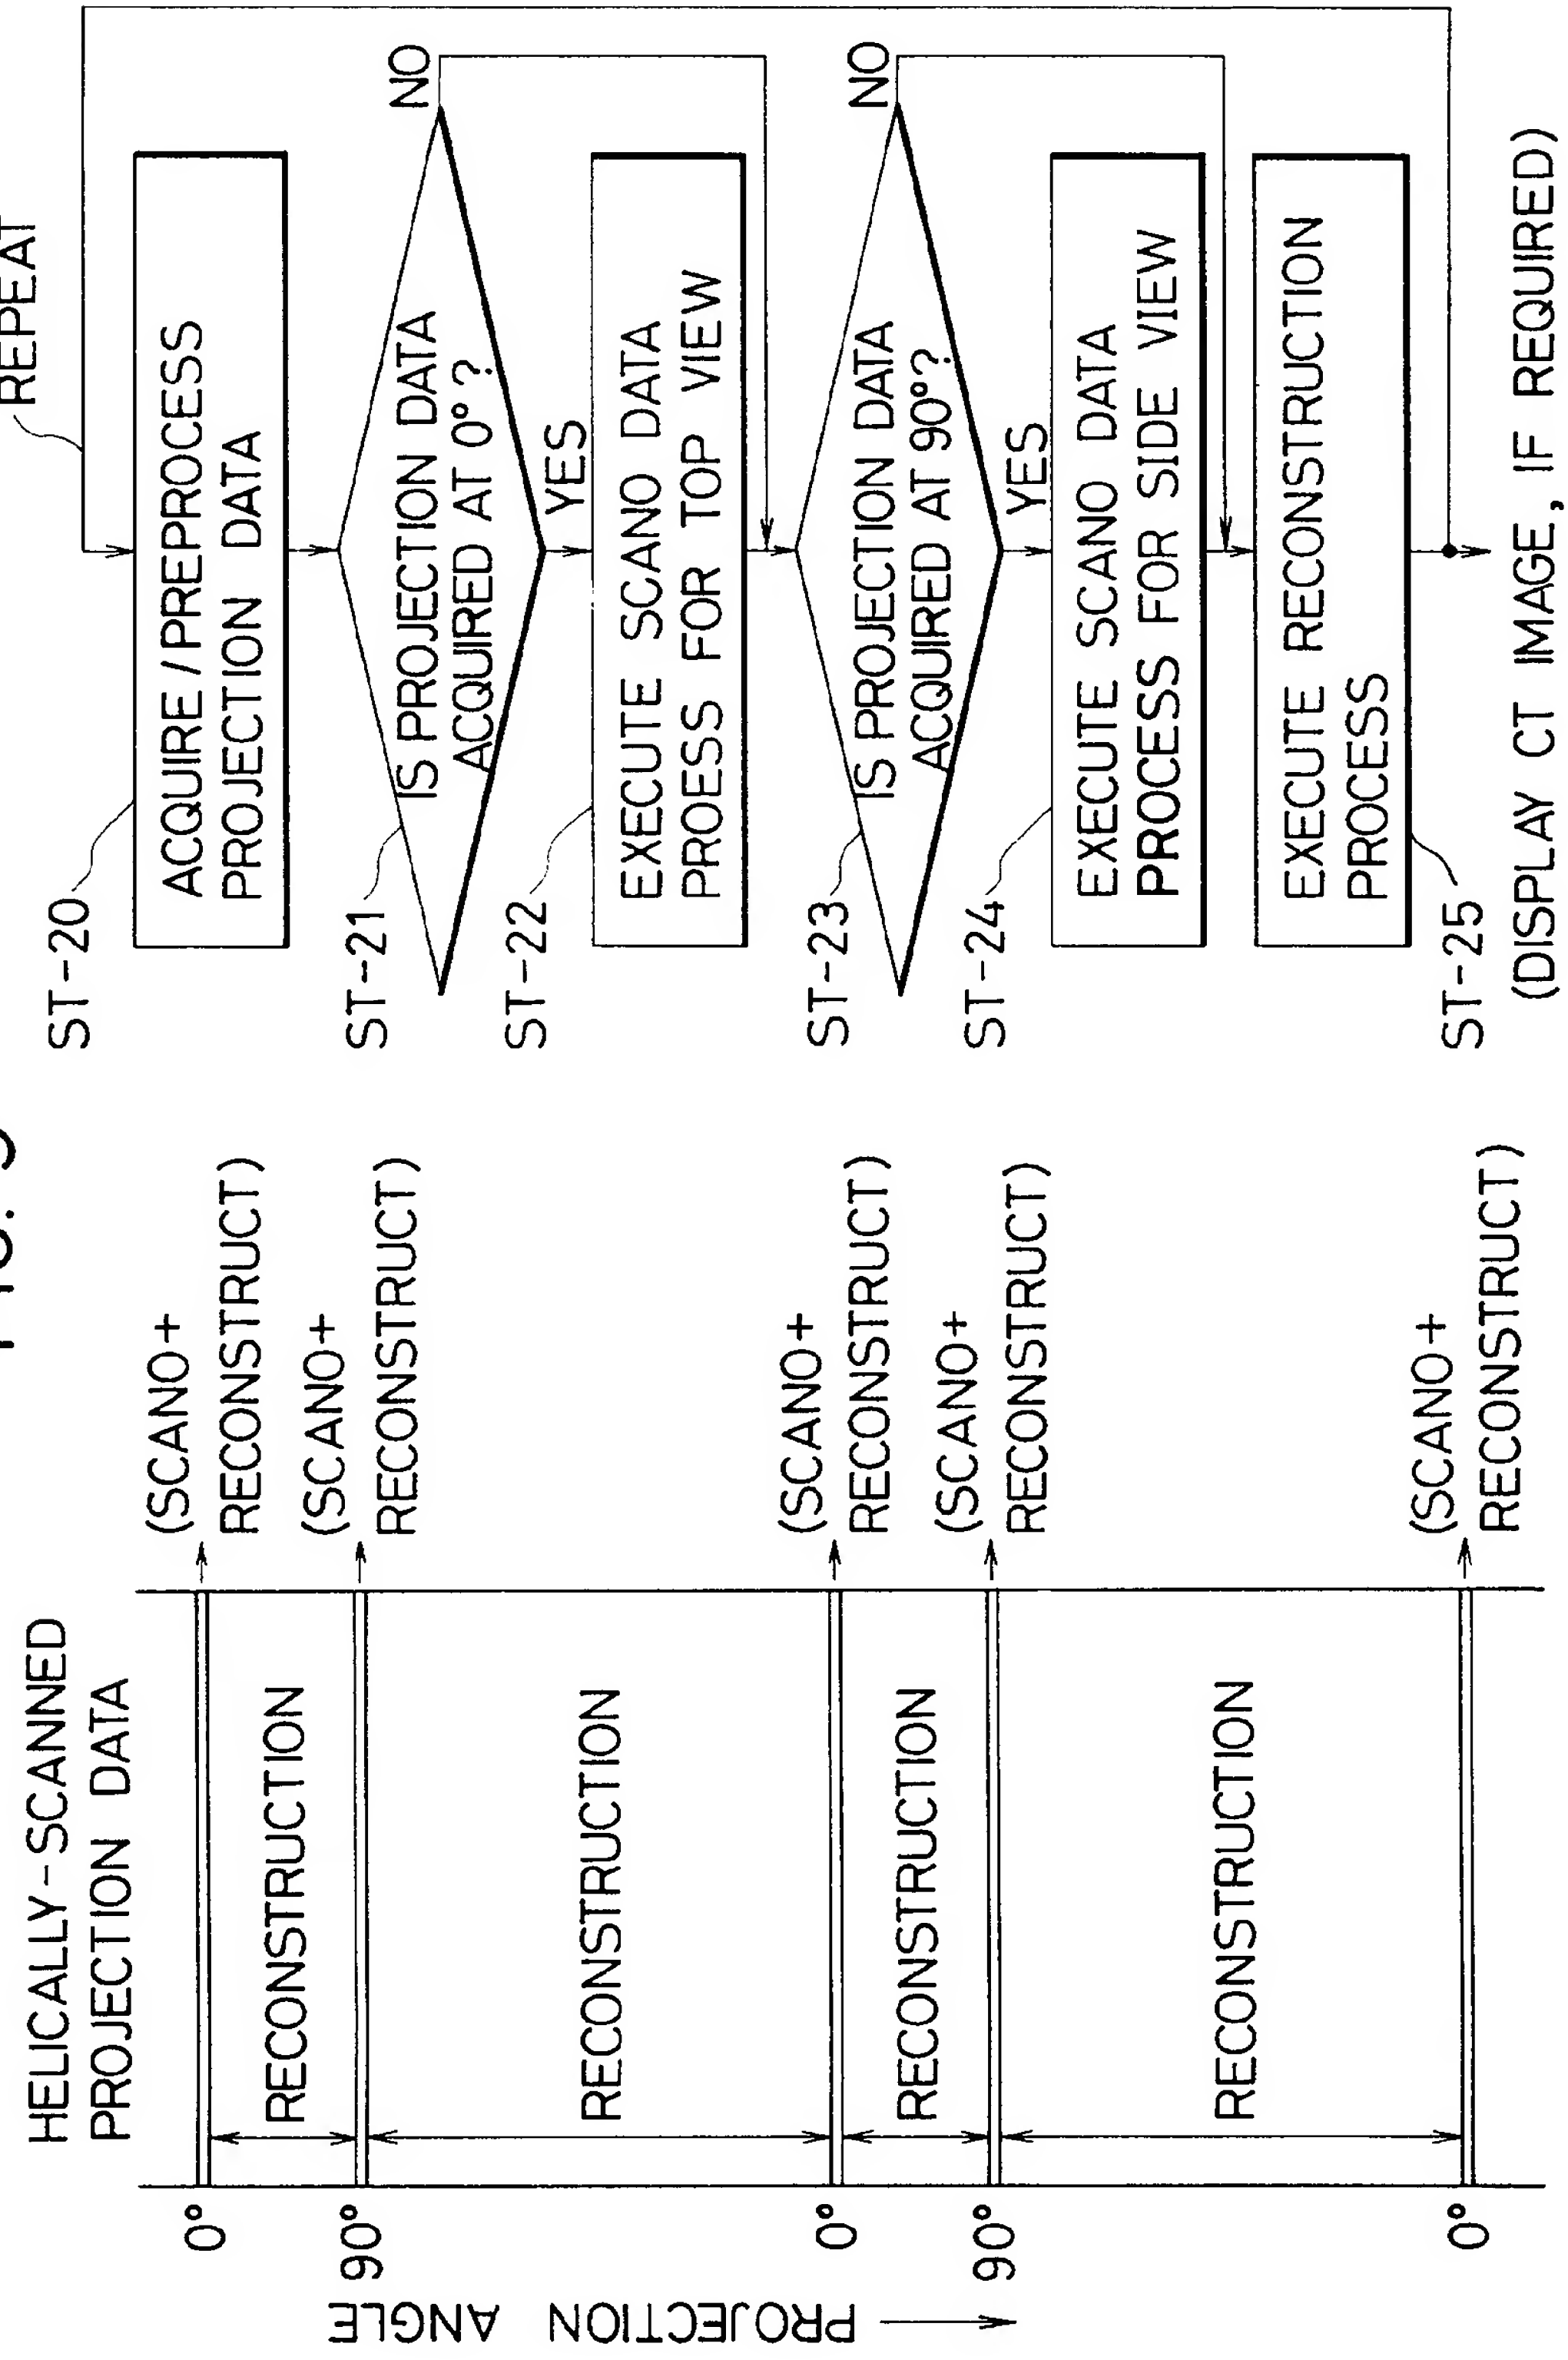 HELICALLY-SCANNED
PROJECTION DATA
PROJECTION ANGLE
0°
90°
0°
90°
0°
RECONSTRUCTION
RECONSTRUCTION
RECONSTRUCTION
RECONSTRUCTION
(SCANO+
RECONSTRUCT)
(SCANO+
RECONSTRUCT)
(SCANO+
RECONSTRUCT)
(SCANO+
RECONSTRUCT)
(SCANO+
RECONSTRUCT)
REPEAT
ST-20
ACQUIRE/PREPROCESS
PROJECTION DATA
ST-21
IS PROJECTION DATA
ACQUIRED AT 0°?
NO
YES
ST-22
EXECUTE SCANO DATA
PROESS FOR TOP VIEW
ST-23
IS PROJECTION DATA
ACQUIRED AT 90°?
NO
YES
ST-24
EXECUTE SCANO DATA
PROCESS FOR SIDE VIEW
EXECUTE RECONSTRUCTION
PROCESS
ST-25
(DISPLAY CT IMAGE, IF REQUIRED)